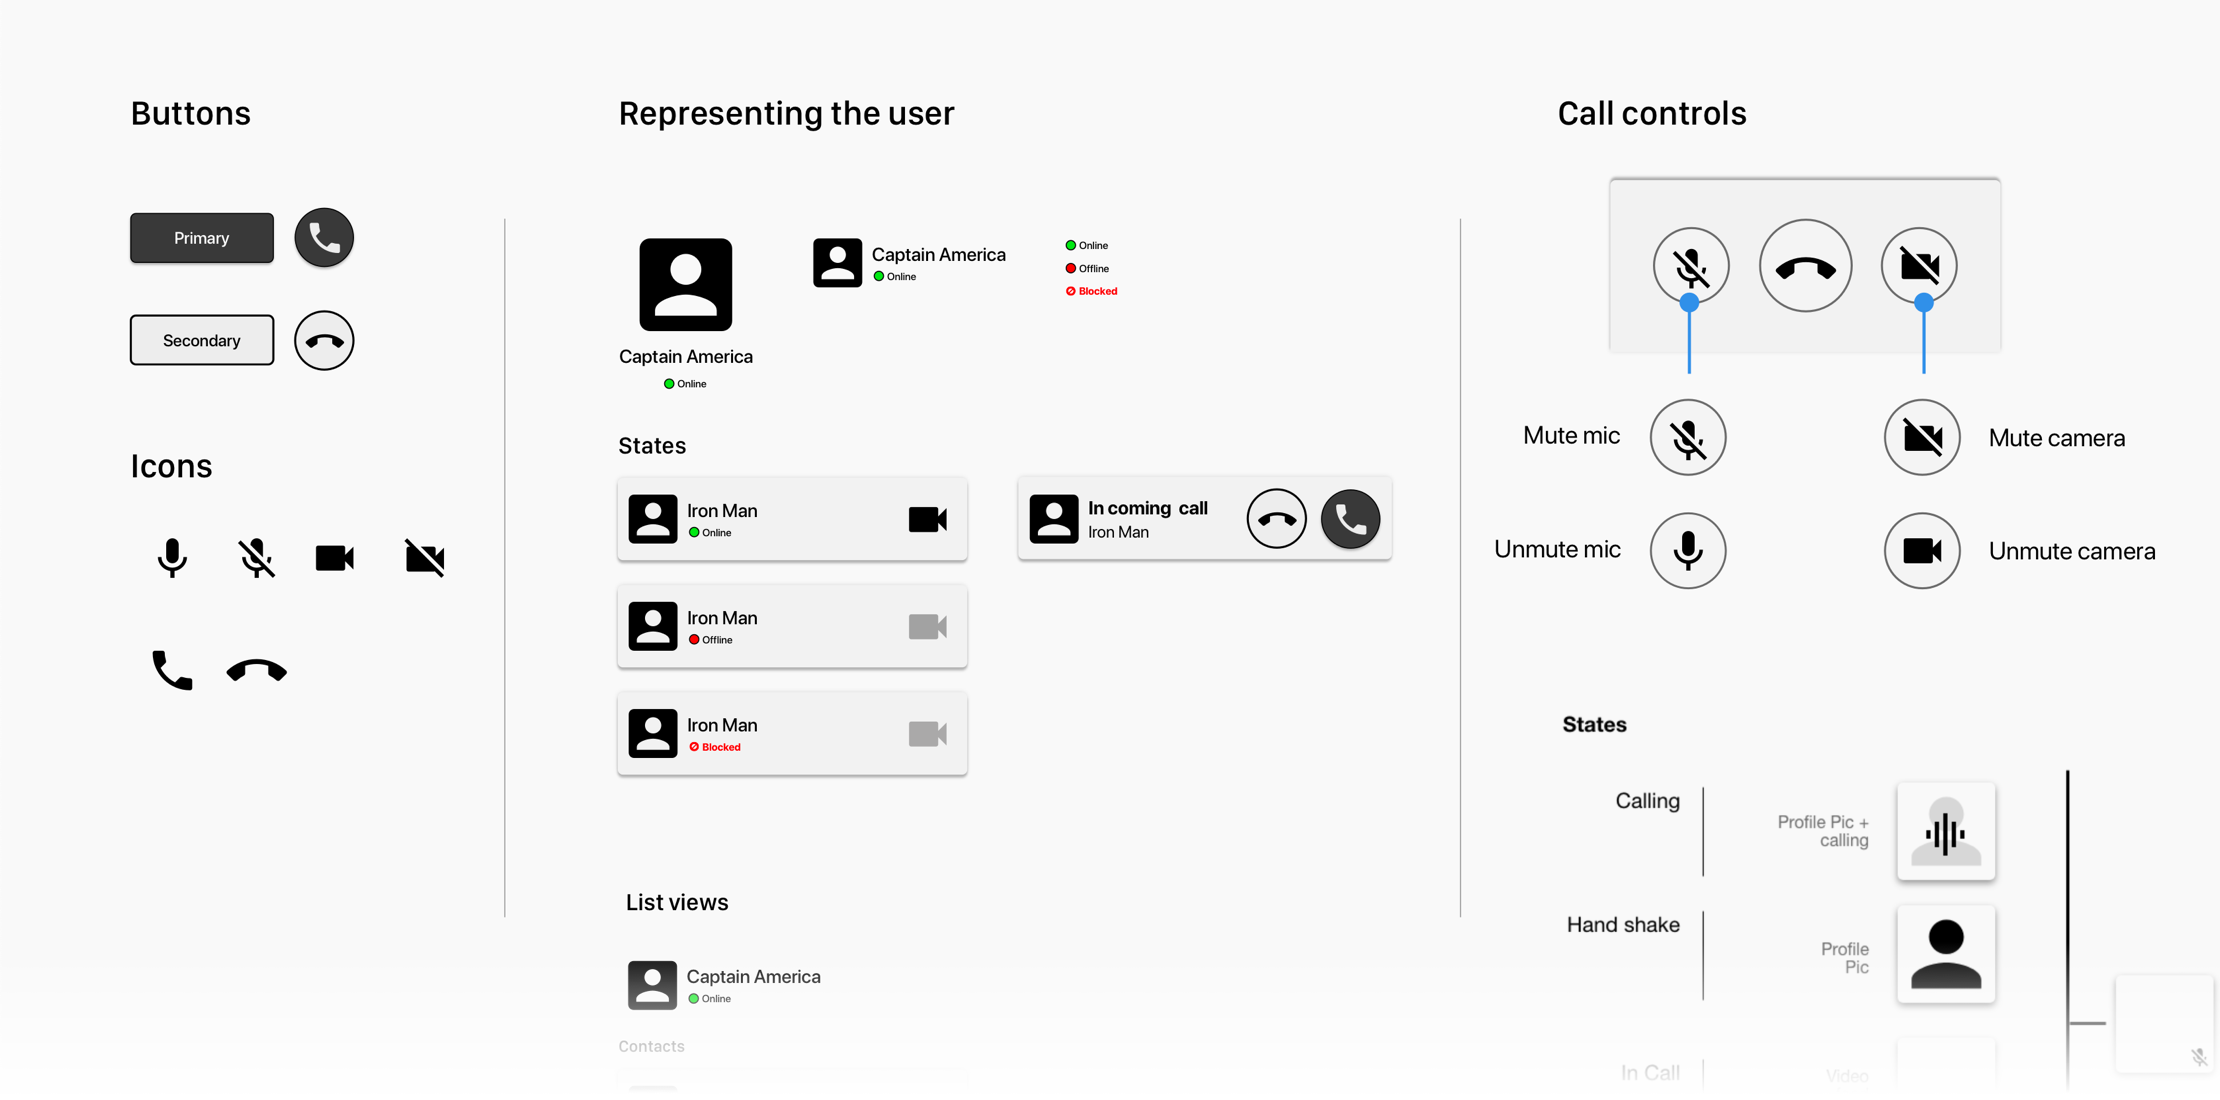 Buttons
Primary
Secondary
Icons
Representing the user
Captain America
Online
Captain America
Online
Online
Offline
Blocked
States
Iron Man
Online
Iron Man
Offline
Iron Man
Blocked
In coming  call
Iron Man
List views
Captain America
Online
Contacts
Call controls
Mute mic
Mute camera
Unmute mic
Unmute camera
States
Calling
Profile Pic +
calling
Hand shake
Profile
Pic
In Call
Video